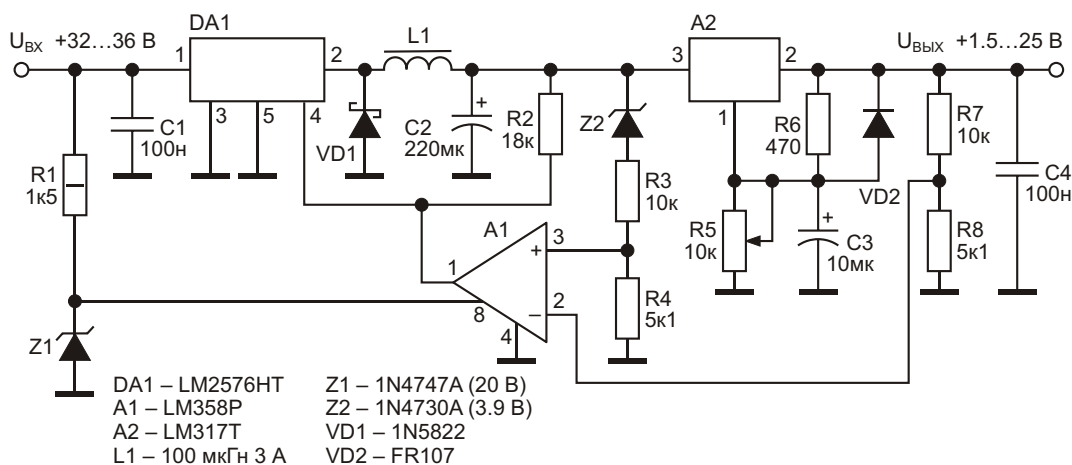 DA1
A2
U ВХ +32…36 В
1
2
L1
3
2
U ВЫХ +1.5…25 В
3
5
4
1
C1
100н
VD1
C2
220мк
+
R2
18к
Z2
R6
470
R7
10к
R1
1к5
R3
10к
VD2
C4
100н
A1
R5
10к
+
C3
10мк
R8
5к1
1
+
3
8
–
2
4
R4
5к1
Z1
DA1 – LM2576HT
A1 – LM358P
A2 – LM317T
L1 – 100 мкГн 3 А
Z1 – 1N4747A (20 В)
Z2 – 1N4730A (3.9 В)
VD1 – 1N5822
VD2 – FR107